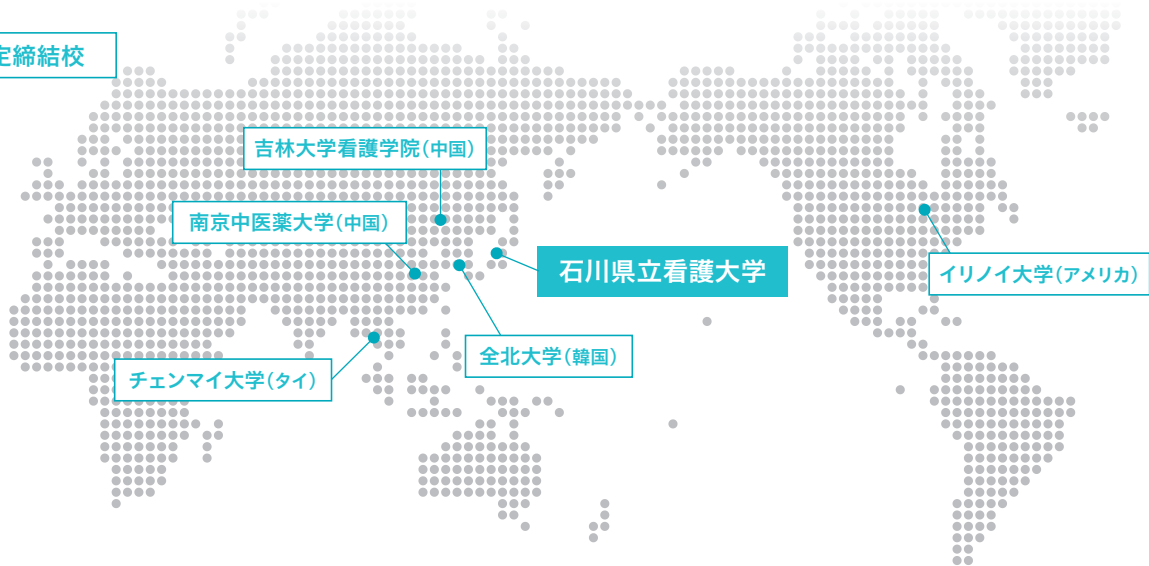 定締結校
吉林大学看護学院(中国)
南京中医薬大学(中国)
石川県立看護大学
イリノイ大学(アメリカ)
全北大学(韓国)
チェンマイ大学(タイ)